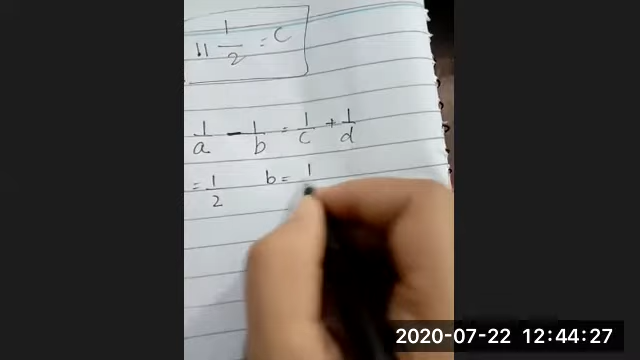 11 1/2 = C
1/a - 1/b = 1/c + 1/d
= 1/2 b = 1
2020-07-22 12:44:27